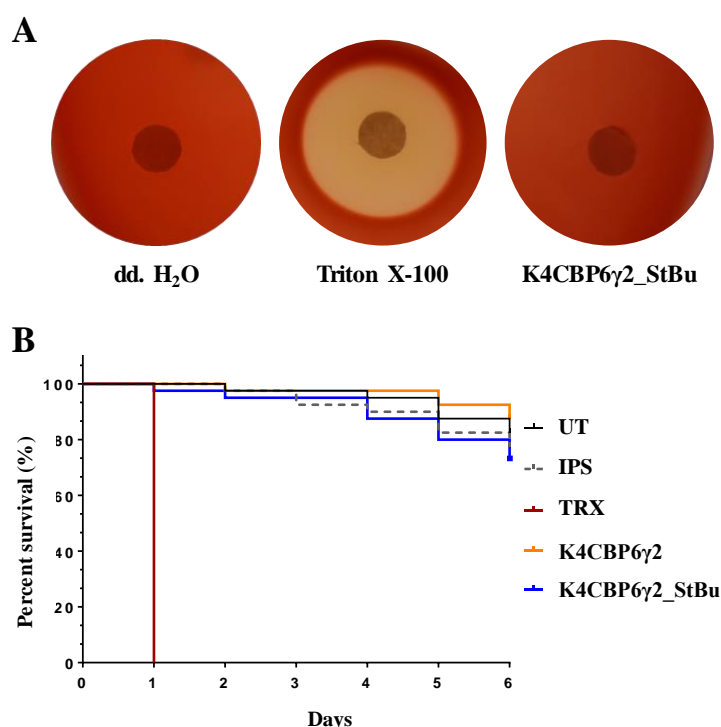 A
dd. H₂O
Triton X-100
K4CBP6γ2_StBu
B
Percent survival (%)
100
80
60
40
20
0
0 1 2 3 4 5 6
Days
UT
IPS
TRX
K4CBP6γ2
K4CBP6γ2_StBu